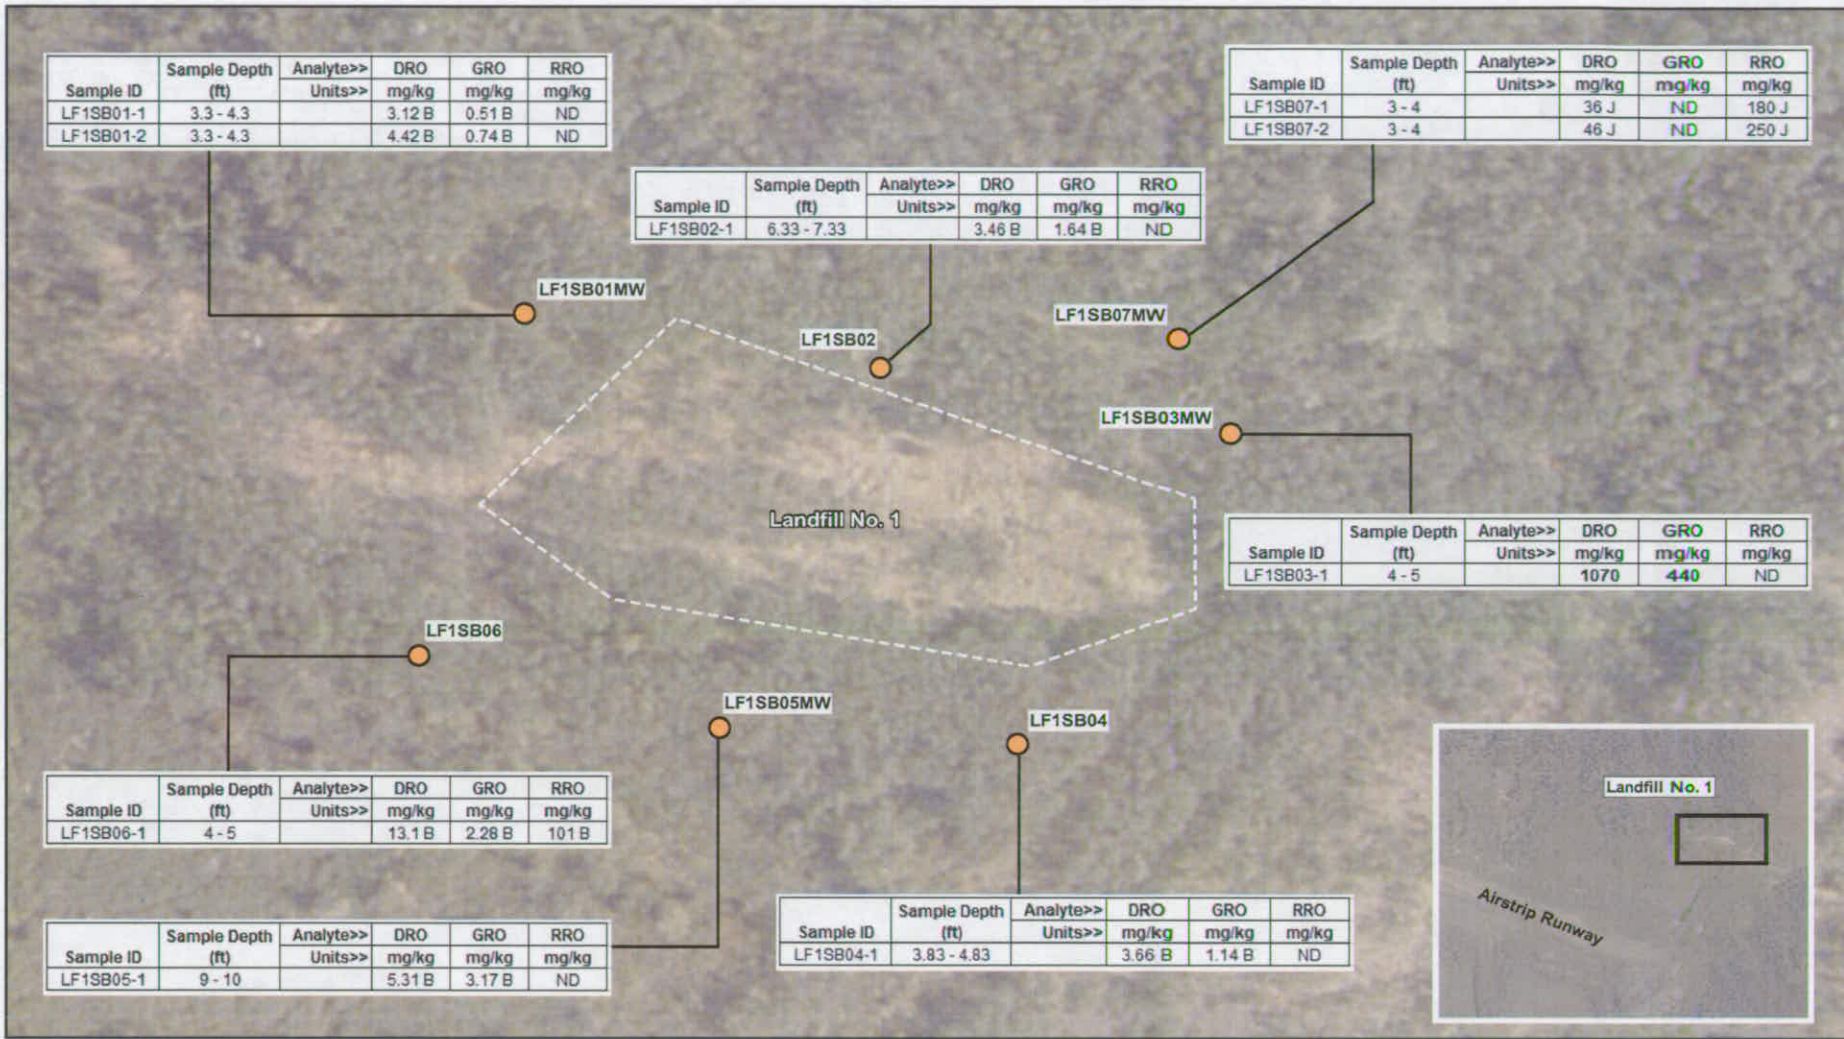 Sample ID | Sample Depth (ft) | Analyte>> Units>> | DRO mg/kg | GRO mg/kg | RRO mg/kg
LF1SB01-1 | 3.3 - 4.3 | | 3.12 B | 0.51 B | ND
LF1SB01-2 | 3.3 - 4.3 | | 4.42 B | 0.74 B | ND
Sample ID | Sample Depth (ft) | Analyte>> Units>> | DRO mg/kg | GRO mg/kg | RRO mg/kg
LF1SB07-1 | 3 - 4 | | 36 J | ND | 180 J
LF1SB07-2 | 3 - 4 | | 46 J | ND | 250 J
Sample ID | Sample Depth (ft) | Analyte>> Units>> | DRO mg/kg | GRO mg/kg | RRO mg/kg
LF1SB02-1 | 6.33 - 7.33 | | 3.46 B | 1.64 B | ND
LF1SB01MW
LF1SB02
LF1SB07MW
LF1SB03MW
Landfill No. 1
Sample ID | Sample Depth (ft) | Analyte>> Units>> | DRO mg/kg | GRO mg/kg | RRO mg/kg
LF1SB03-1 | 4 - 5 | | 1070 | 440 | ND
LF1SB06
LF1SB05MW
LF1SB04
Sample ID | Sample Depth (ft) | Analyte>> Units>> | DRO mg/kg | GRO mg/kg | RRO mg/kg
LF1SB06-1 | 4 - 5 | | 13.1 B | 2.28 B | 101 B
Sample ID | Sample Depth (ft) | Analyte>> Units>> | DRO mg/kg | GRO mg/kg | RRO mg/kg
LF1SB05-1 | 9 - 10 | | 5.31 B | 3.17 B | ND
Sample ID | Sample Depth (ft) | Analyte>> Units>> | DRO mg/kg | GRO mg/kg | RRO mg/kg
LF1SB04-1 | 3.83 - 4.83 | | 3.66 B | 1.14 B | ND
Landfill No. 1
Airstrip Runway